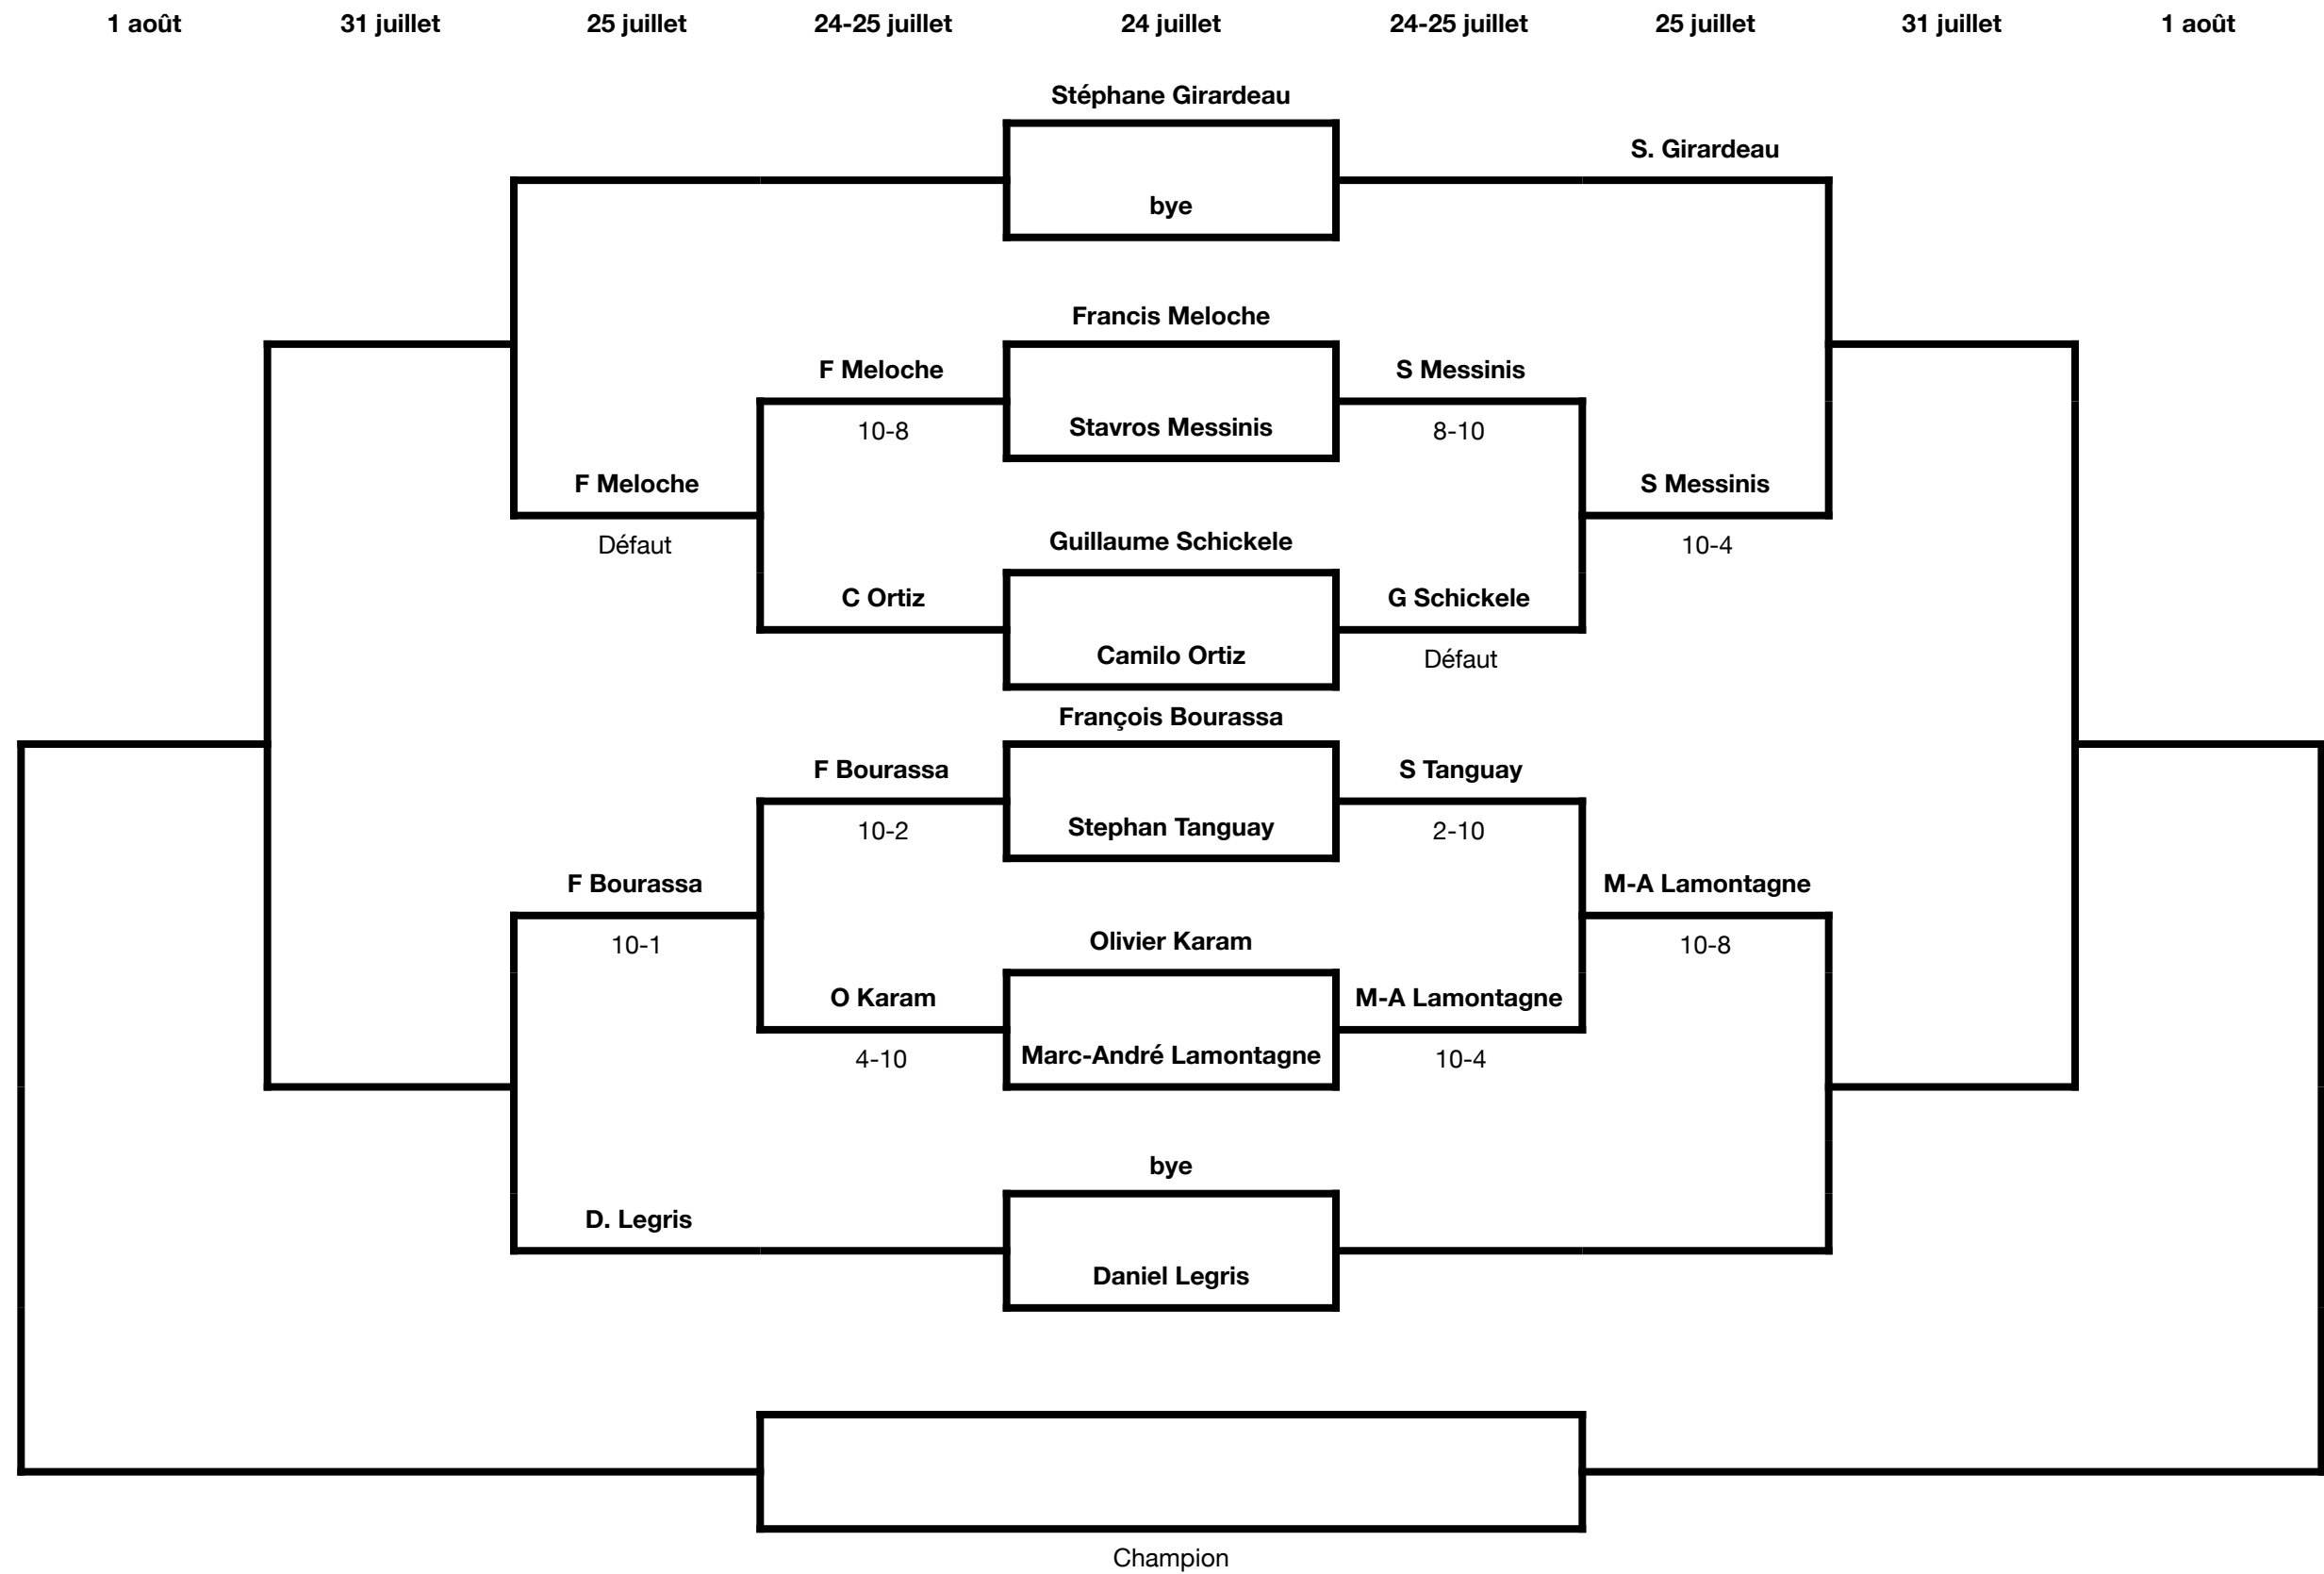 1 août 31 juillet 25 juillet 24-25 juillet 24 juillet 24-25 juillet 25 juillet 31 juillet 1 août
Stéphane Girardeau
S. Girardeau
bye
Francis Meloche
F Meloche S Messinis
10-8 Stavros Messinis 8-10
F Meloche S Messinis
Défaut Guillaume Schickele 10-4
C Ortiz G Schickele
Camilo Ortiz Défaut
François Bourassa
F Bourassa S Tanguay
10-2 Stephan Tanguay 2-10
F Bourassa M-A Lamontagne
10-1 Olivier Karam 10-8
O Karam M-A Lamontagne
4-10 Marc-André Lamontagne 10-4
bye
D. Legris
Daniel Legris
Champion